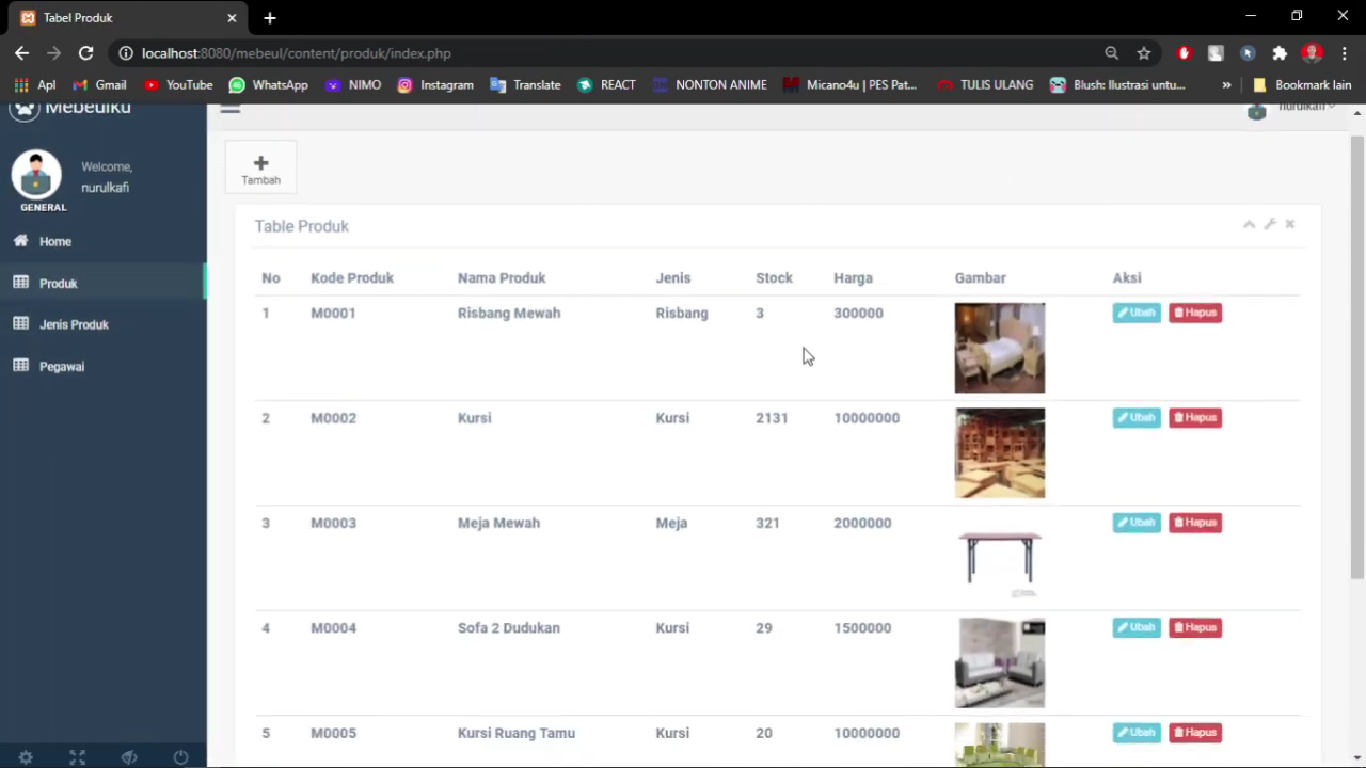 Tabel Produk
localhost:8080/mebeul/content/produk/index.php
Apl Gmail YouTube WhatsApp NIMO Instagram Translate REACT NONTON ANIME Micano4u | PES Pat... TULIS ULANG Blush: Ilustrasi untu... » Bookmark lain
Mebeulku
nurulkafi
Welcome,
nurulkafi
GENERAL
Home
Produk
Jenis Produk
Pegawai
Tambah
Table Produk
No Kode Produk Nama Produk Jenis Stock Harga Gambar Aksi
1 M0001 Risbang Mewah Risbang 3 300000 Ubah Hapus
2 M0002 Kursi Kursi 2131 10000000 Ubah Hapus
3 M0003 Meja Mewah Meja 321 2000000 Ubah Hapus
4 M0004 Sofa 2 Dudukan Kursi 29 1500000 Ubah Hapus
5 M0005 Kursi Ruang Tamu Kursi 20 10000000 Ubah Hapus